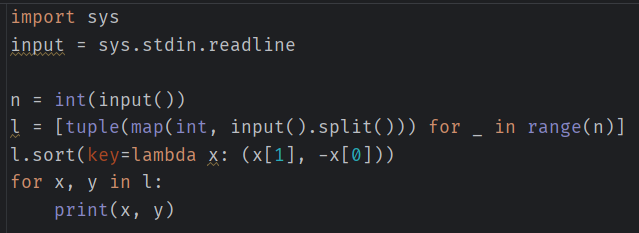 import sys
input = sys.stdin.readline
n = int(input())
l = [tuple(map(int, input().split())) for _ in range(n)]
l.sort(key=lambda x: (x[1], -x[0]))
for x, y in l:
    print(x, y)